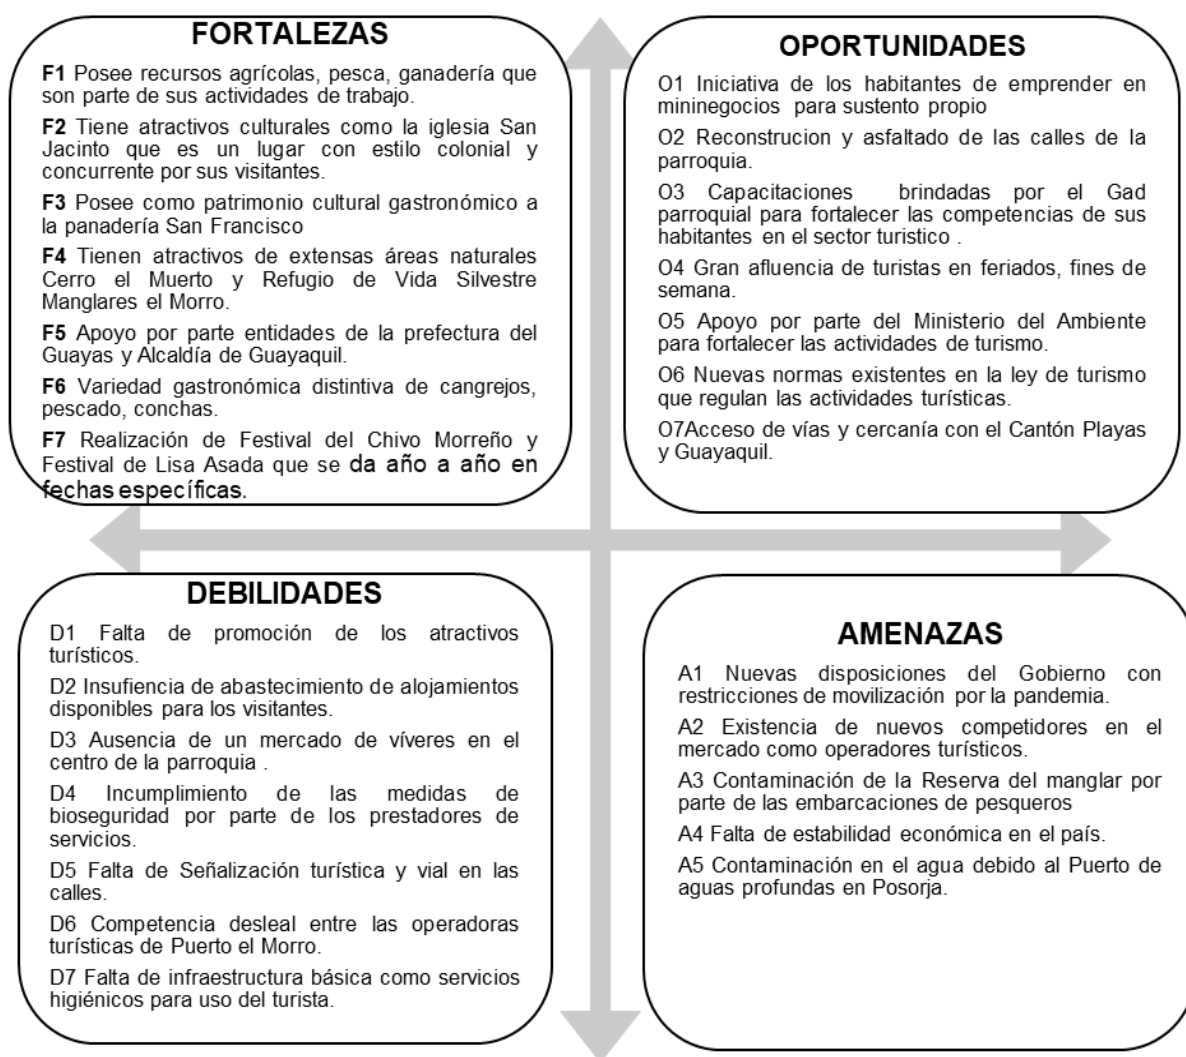 FORTALEZAS
F1 Posee recursos agrícolas, pesca, ganadería que
son parte de sus actividades de trabajo.
F2 Tiene atractivos culturales como la iglesia San
Jacinto que es un lugar con estilo colonial y
concurrente por sus visitantes.
F3 Posee como patrimonio cultural gastronómico a
la panadería San Francisco
F4 Tienen atractivos de extensas áreas naturales
Cerro el Muerto y Refugio de Vida Silvestre
Manglares el Morro.
F5 Apoyo por parte entidades de la prefectura del
Guayas y Alcaldía de Guayaquil.
F6 Variedad gastronómica distintiva de cangrejos,
pescado, conchas.
F7 Realización de Festival del Chivo Morreño y
Festival de Lisa Asada que se da año a año en
fechas específicas.
OPORTUNIDADES
O1 Iniciativa de los habitantes de emprender en
mininegocios para sustento propio
O2 Reconstrucion y asfaltado de las calles de la
parroquia.
O3 Capacitaciones brindadas por el Gad
parroquial para fortalecer las competencias de sus
habitantes en el sector turistico .
O4 Gran afluencia de turistas en feriados, fines de
semana.
O5 Apoyo por parte del Ministerio del Ambiente
para fortalecer las actividades de turismo.
O6 Nuevas normas existentes en la ley de turismo
que regulan las actividades turísticas.
O7Acceso de vías y cercanía con el Cantón Playas
y Guayaquil.
DEBILIDADES
D1 Falta de promoción de los atractivos
turísticos.
D2 Insufiencia de abastecimiento de alojamientos
disponibles para los visitantes.
D3 Ausencia de un mercado de víveres en el
centro de la parroquia .
D4 Incumplimiento de las medidas de
bioseguridad por parte de los prestadores de
servicios.
D5 Falta de Señalización turística y vial en las
calles.
D6 Competencia desleal entre las operadoras
turísticas de Puerto el Morro.
D7 Falta de infraestructura básica como servicios
higiénicos para uso del turista.
AMENAZAS
A1 Nuevas disposiciones del Gobierno con
restricciones de movilización por la pandemia.
A2 Existencia de nuevos competidores en el
mercado como operadores turísticos.
A3 Contaminación de la Reserva del manglar por
parte de las embarcaciones de pesqueros
A4 Falta de estabilidad económica en el país.
A5 Contaminación en el agua debido al Puerto de
aguas profundas en Posorja.